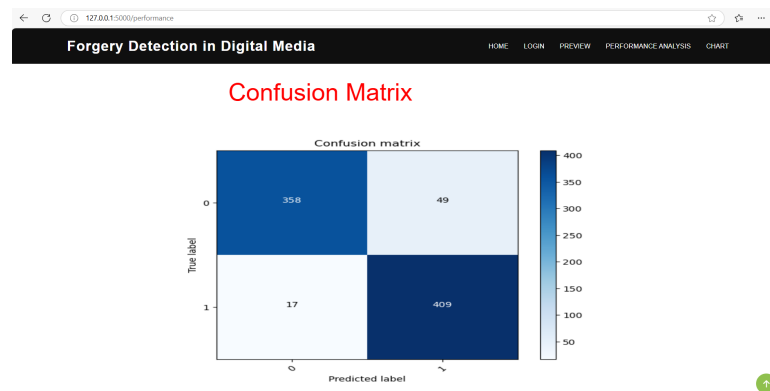 127.0.0.1:5000/performance
Forgery Detection in Digital Media
HOME LOGIN PREVIEW PERFORMANCE ANALYSIS CHART
Confusion Matrix
Confusion matrix
400
350
300
250
200
150
100
50
True label
0
358 49
1
17 409
0 1
Predicted label